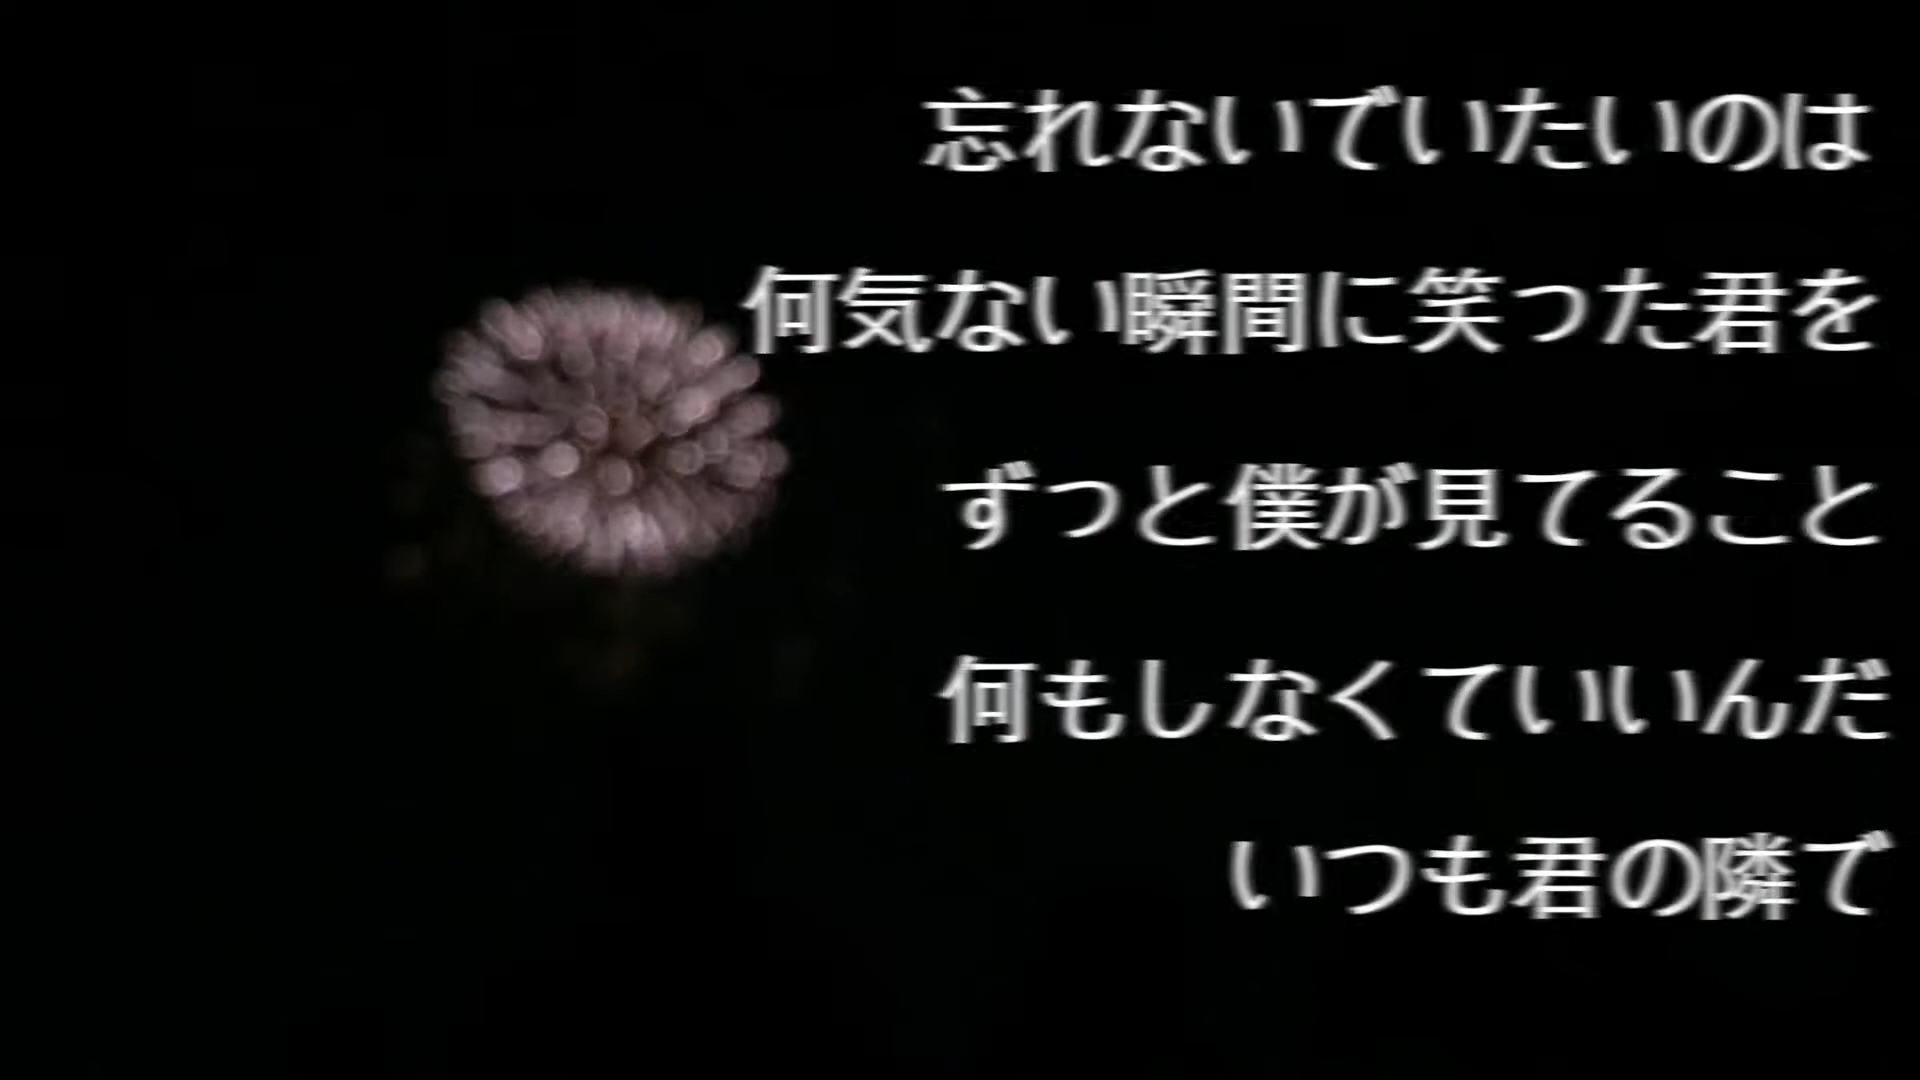 忘れないでいたいのは
何気ない瞬間に笑った君を
ずっと僕が見てること
何もしなくていいんだ
いつも君の隣で